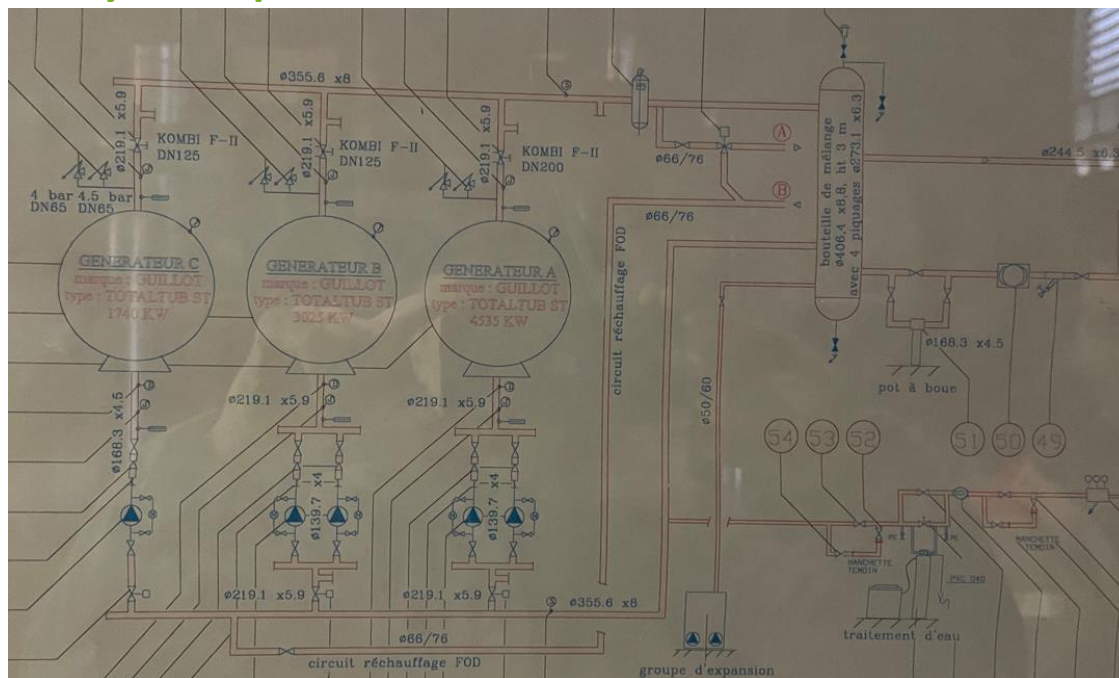 ø355.6 x8
ø219.1 x5.9
KOMBI F-II
DN125
ø219.1 x5.9
KOMBI F-II
DN125
ø219.1 x5.9
KOMBI F-II
DN200
4 bar 4.5 bar
DN65 DN65
GENERATEUR C
marque : GUILLOT
type : TOTALTUB ST
1740 KW
GENERATEUR B
marque : GUILLOT
type : TOTALTUB ST
3025 KW
GENERATEUR A
marque : GUILLOT
type : TOTALTUB ST
4535 KW
ø66/76
A
B
ø66/76
circuit réchauffage FOD
bouteille de mélange
ø406.4 x8,8, ht 3 m
avec 4 piquages ø273.1 x6.3
ø244.5 x6.3
ø168.3 x4.5
pot à boue
ø50/60
ø168.3 x4.5
ø219.1 x5.9
ø219.1 x5.9
ø139.7 x4
ø139.7 x4
54
53
52
51
50
49
MANCHETTE
TEMOIN
MANCHETTE
TEMOIN
PVC D40
traitement d'eau
ø219.1 x5.9
ø219.1 x5.9
ø355.6 x8
ø66/76
circuit réchauffage FOD
groupe d'expansion